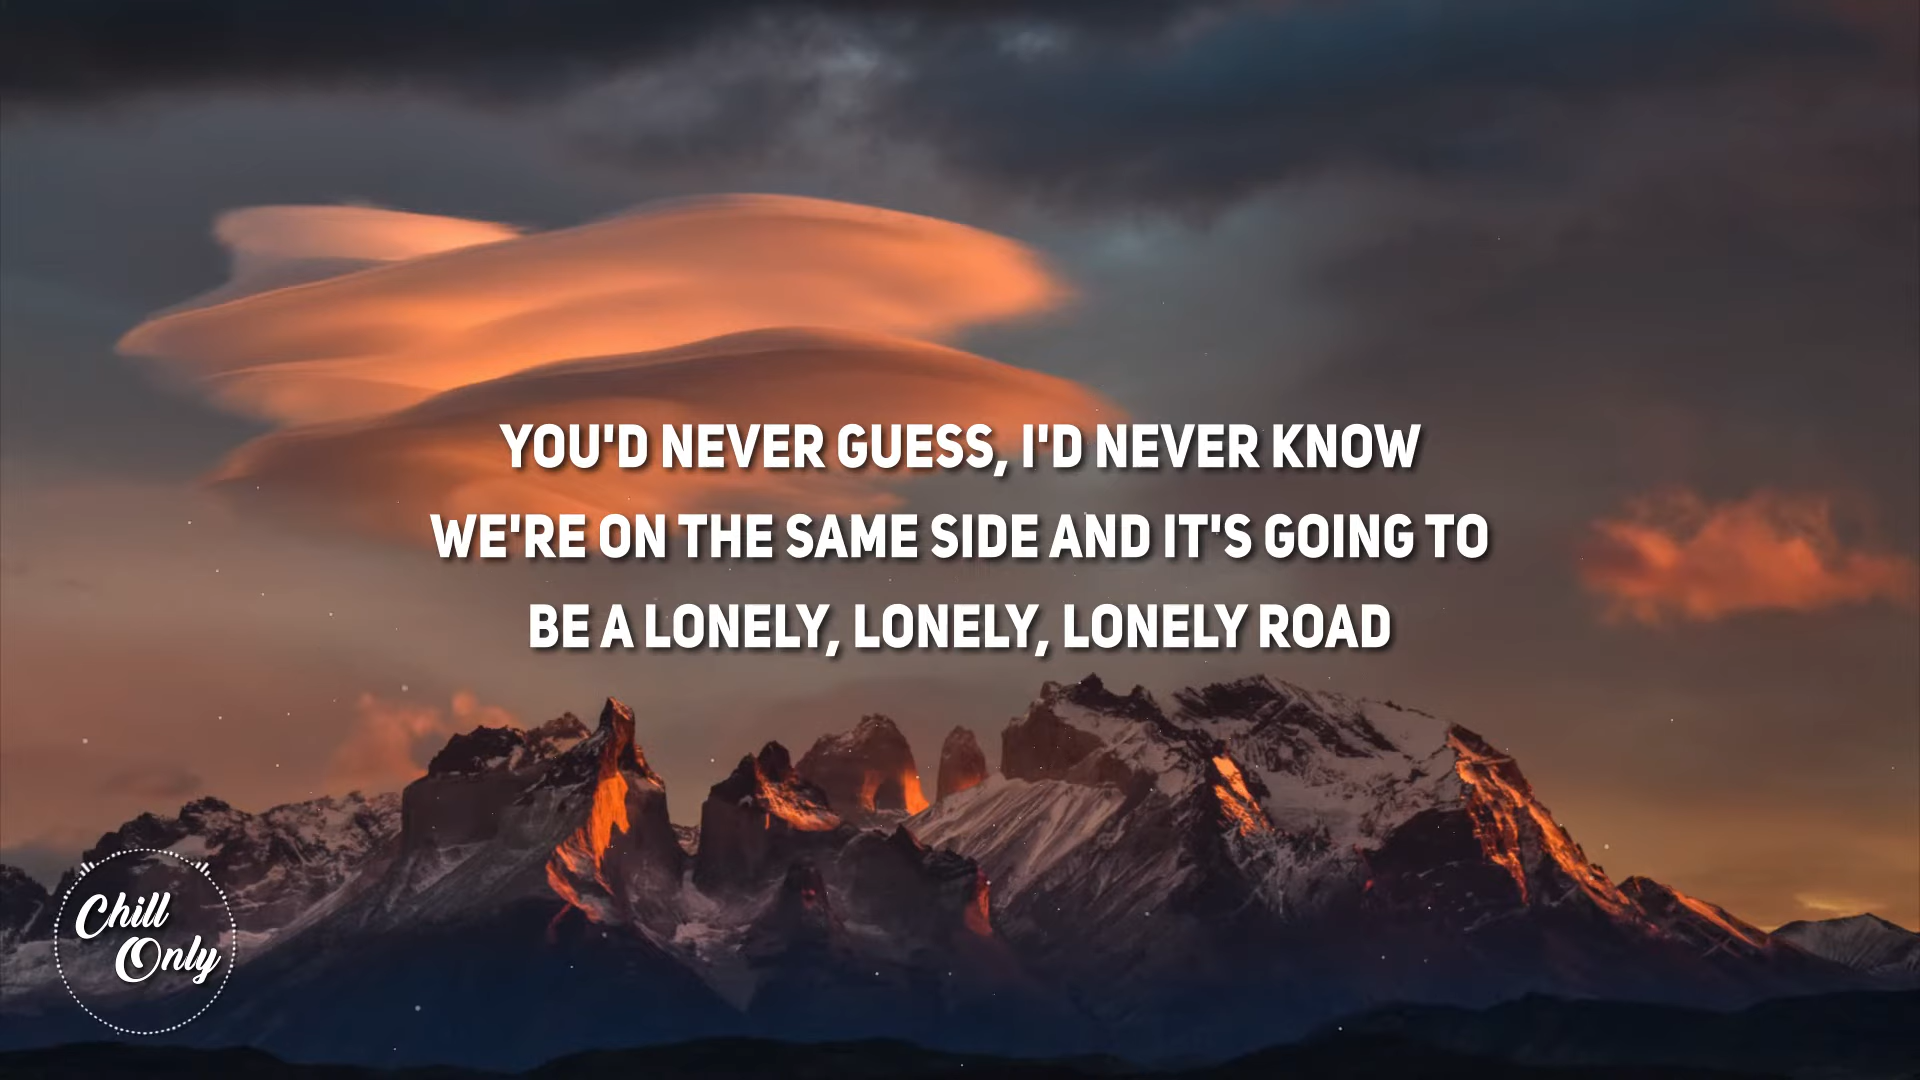 YOU'D NEVER GUESS, I'D NEVER KNOW
WE'RE ON THE SAME SIDE AND IT'S GOING TO
BE A LONELY, LONELY, LONELY ROAD
Chill
Only